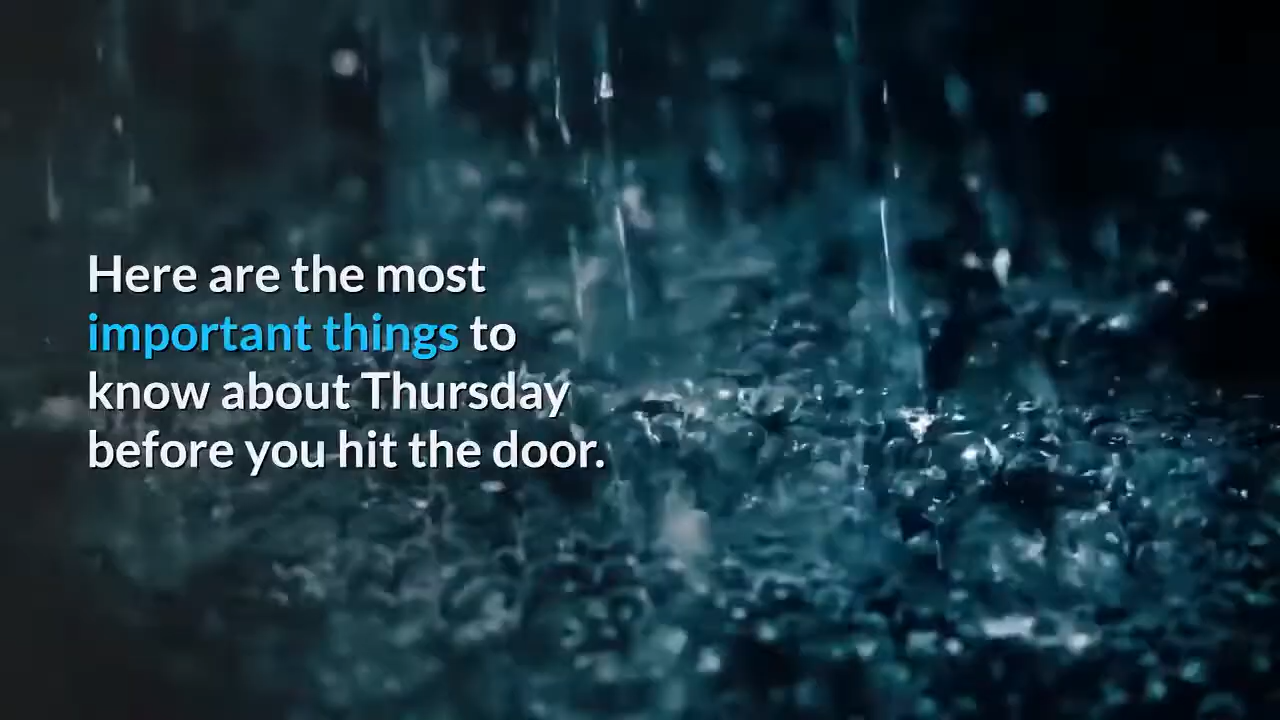 Here are the most
important things to
know about Thursday
before you hit the door.